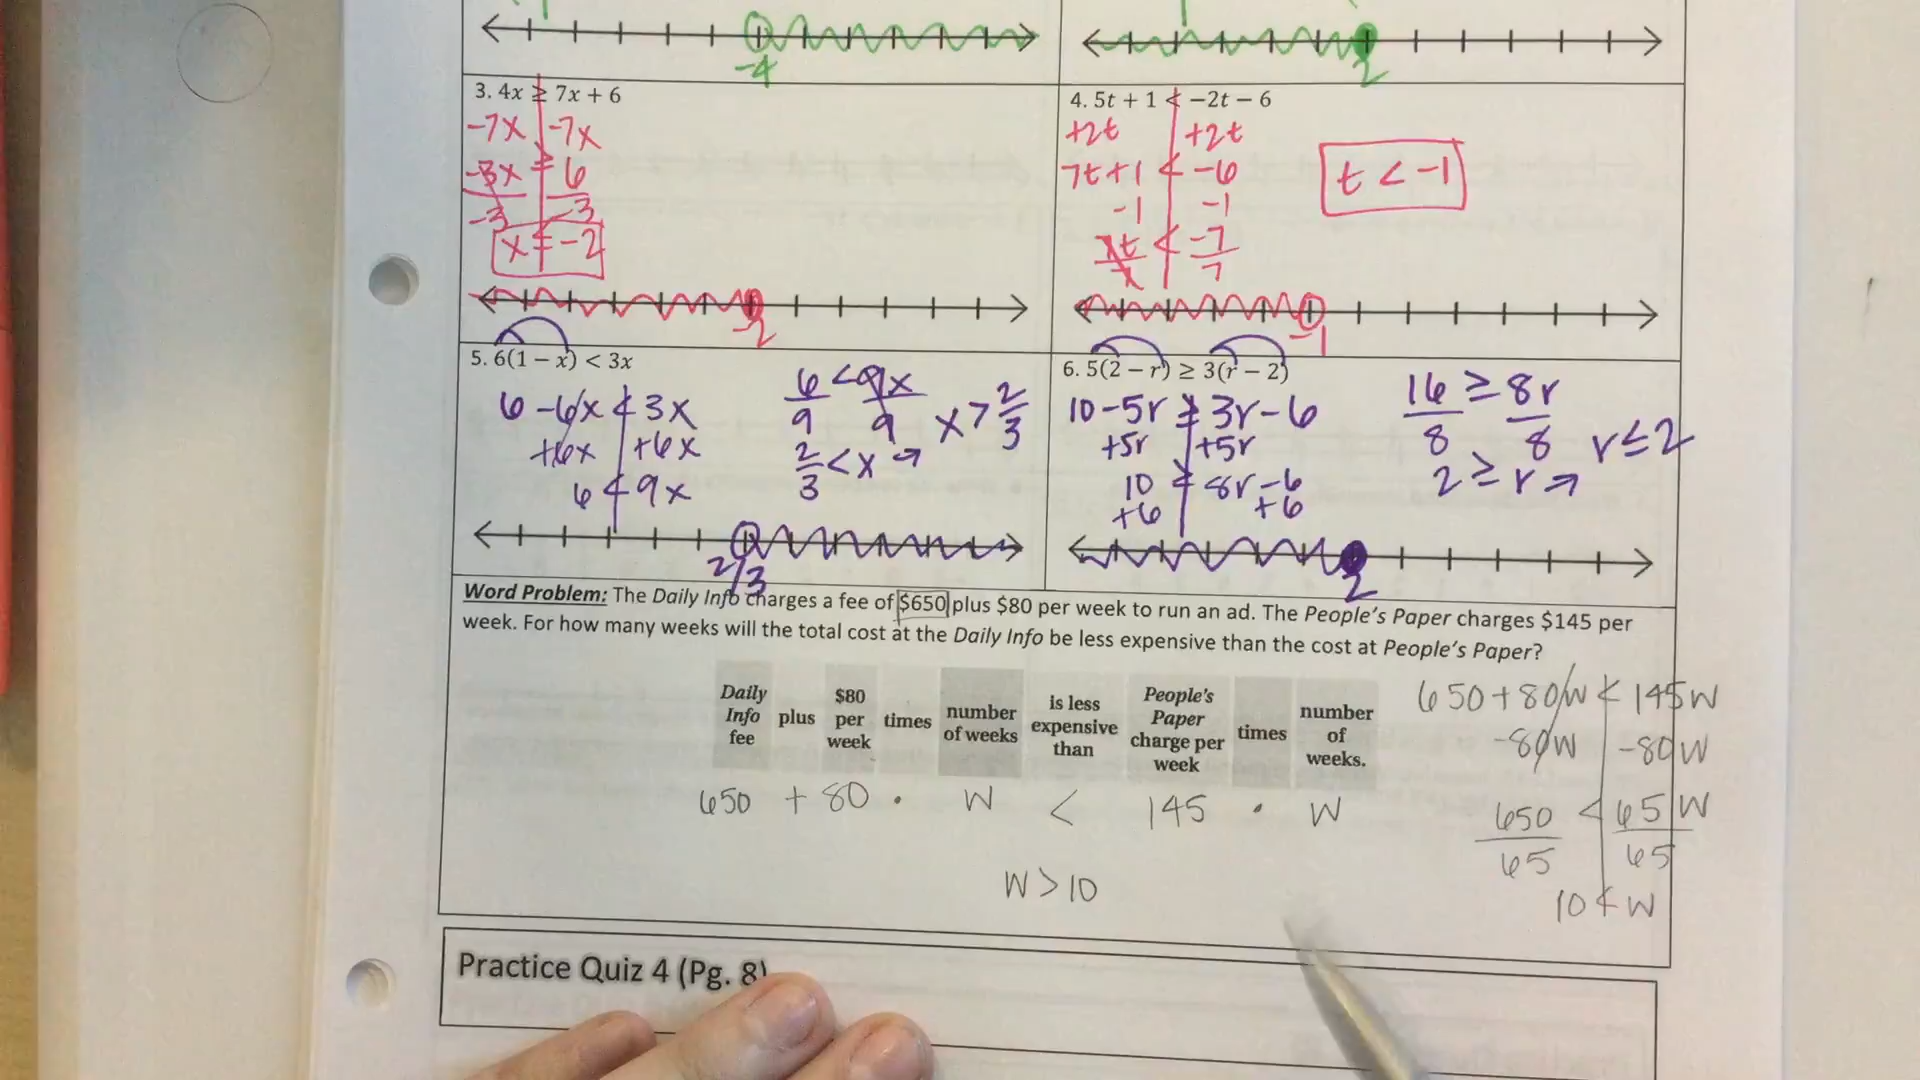 -4
2
3. 4x ≥ 7x + 6
-7x -7x
-3x ≥ 6
-3 -3
x ≤ -2
-2
4. 5t + 1 < −2t − 6
+2t +2t
7t+1 < -6
-1 -1
7t < -7
7 7
t < -1
-1
5. 6(1 − x) < 3x
6-6x < 3x
+6x +6x
6 < 9x
6 < 9x
9 9
2/3 < x →
x > 2/3
2/3
6. 5(2 − r) ≥ 3(r − 2)
10-5r ≥ 3r-6
+5r +5r
10 ≥ 8r-6
+6 +6
16 ≥ 8r
8 8
2 ≥ r →
r ≤ 2
2
Word Problem: The Daily Info charges a fee of $650 plus $80 per week to run an ad. The People's Paper charges $145 per
week. For how many weeks will the total cost at the Daily Info be less expensive than the cost at People's Paper?
Daily Info fee plus $80 per week times number of weeks is less expensive than People's Paper charge per week times number of weeks.
650 + 80 · W < 145 · W
W > 10
650+80W < 145W
-80W -80W
650 < 65W
65 65
10 < W
Practice Quiz 4 (Pg. 8)